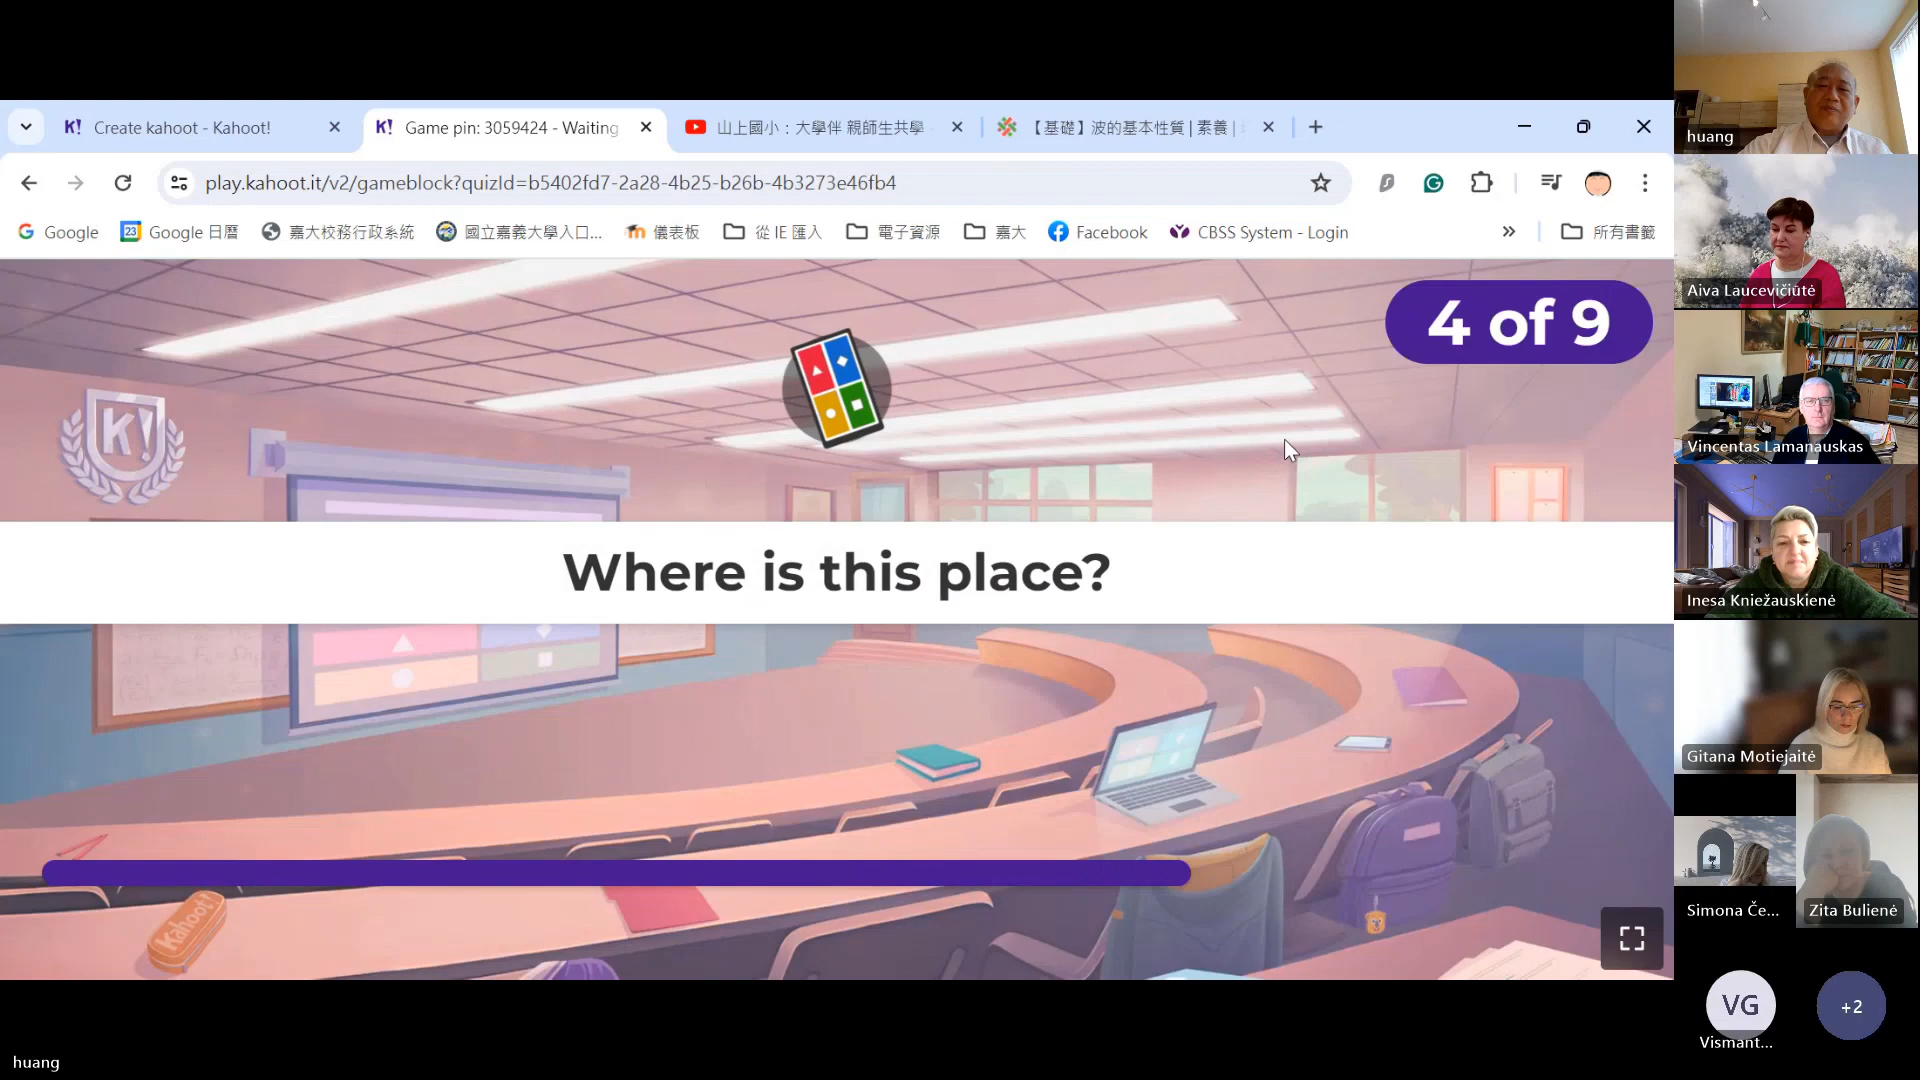 Create kahoot - Kahoot!
Game pin: 3059424 - Waiting
山上國小：大學伴 親師生共學
【基礎】波的基本性質 | 素養 |
play.kahoot.it/v2/gameblock?quizId=b5402fd7-2a28-4b25-b26b-4b3273e46fb4
Google
23
Google 日曆
嘉大校務行政系統
國立嘉義大學入口...
儀表板
從 IE 匯入
電子資源
嘉大
Facebook
CBSS System - Login
所有書籤
4 of 9
K!
Where is this place?
Kahoot!
huang
huang
Aiva Laucevičiūtė
Vincentas Lamanauskas
Inesa Kniežauskienė
Gitana Motiejaitė
Simona Če...
Zita Bulienė
VG
Vismant...
+2